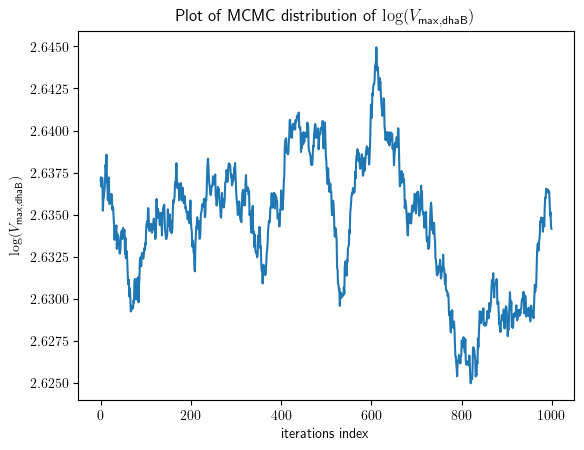 Plot of MCMC distribution of log(V_max,dhaB)
log(V_max,dhaB)
2.6450
2.6425
2.6400
2.6375
2.6350
2.6325
2.6300
2.6275
2.6250
0 200 400 600 800 1000
iterations index